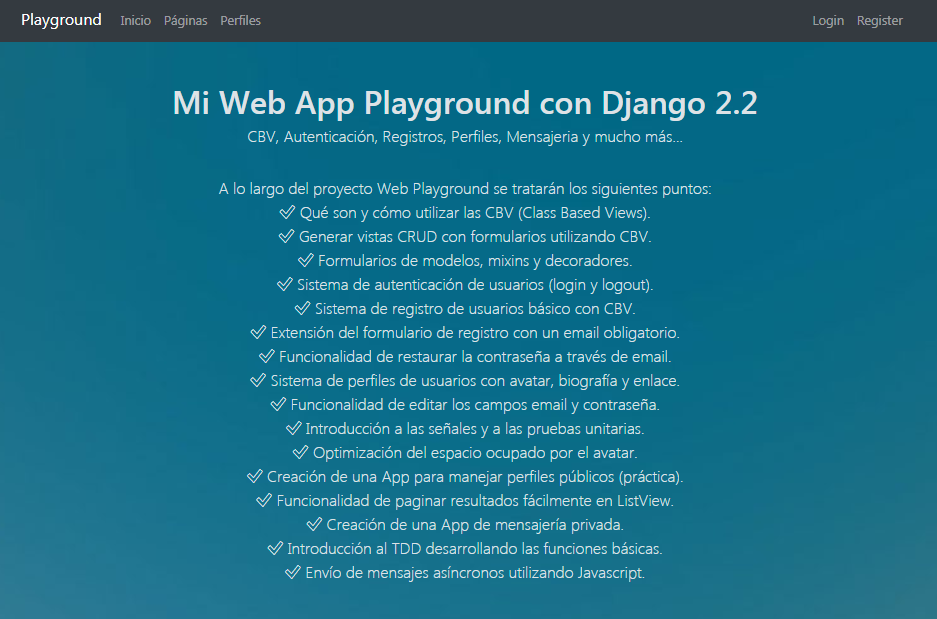 Playground Inicio Páginas Perfiles Login Register
Mi Web App Playground con Django 2.2
CBV, Autenticación, Registros, Perfiles, Mensajeria y mucho más...
A lo largo del proyecto Web Playground se tratarán los siguientes puntos:
✓ Qué son y cómo utilizar las CBV (Class Based Views).
✓ Generar vistas CRUD con formularios utilizando CBV.
✓ Formularios de modelos, mixins y decoradores.
✓ Sistema de autenticación de usuarios (login y logout).
✓ Sistema de registro de usuarios básico con CBV.
✓ Extensión del formulario de registro con un email obligatorio.
✓ Funcionalidad de restaurar la contraseña a través de email.
✓ Sistema de perfiles de usuarios con avatar, biografía y enlace.
✓ Funcionalidad de editar los campos email y contraseña.
✓ Introducción a las señales y a las pruebas unitarias.
✓ Optimización del espacio ocupado por el avatar.
✓ Creación de una App para manejar perfiles públicos (práctica).
✓ Funcionalidad de paginar resultados fácilmente en ListView.
✓ Creación de una App de mensajería privada.
✓ Introducción al TDD desarrollando las funciones básicas.
✓ Envío de mensajes asíncronos utilizando Javascript.